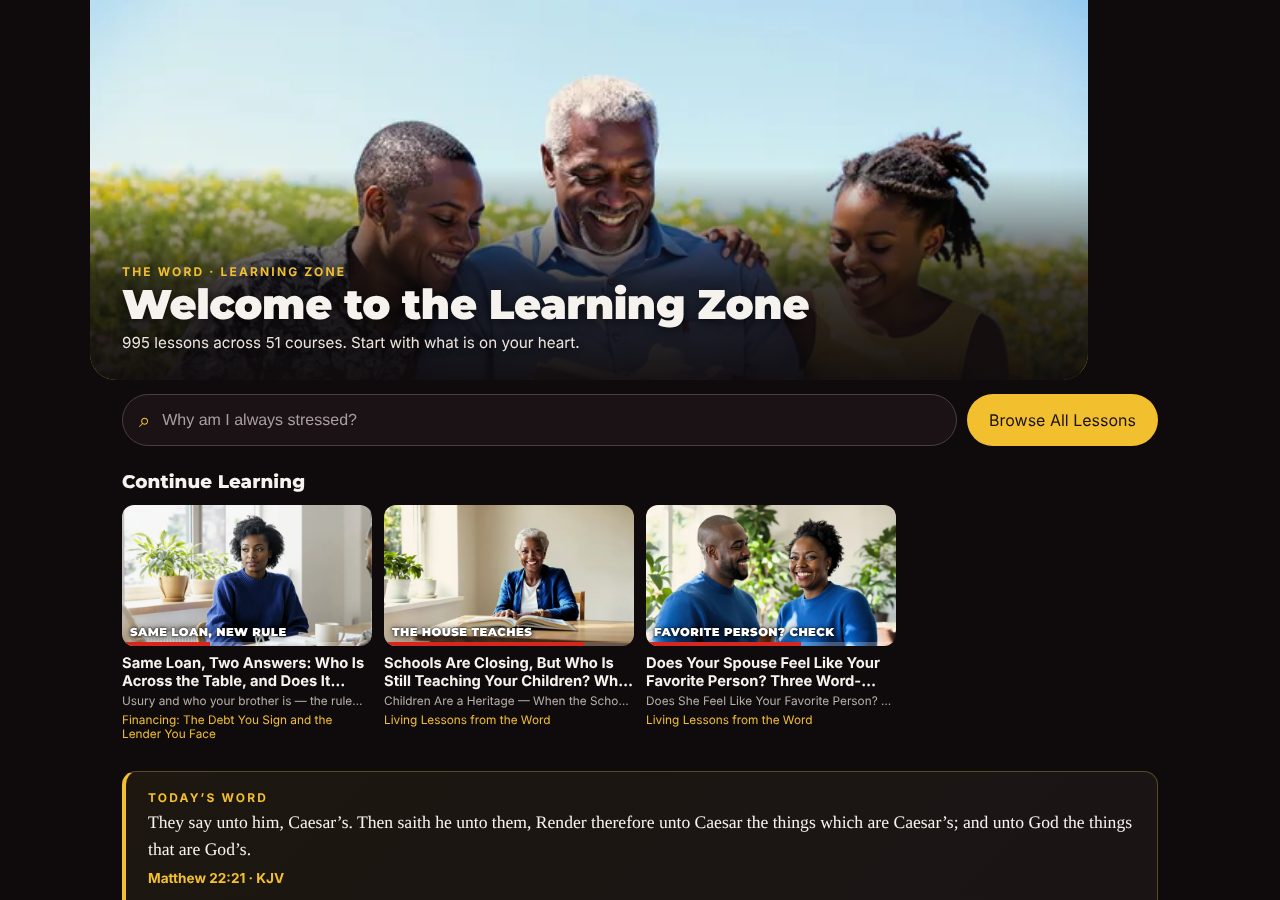 THE WORD · LEARNING ZONE
Welcome to the Learning Zone
995 lessons across 51 courses. Start with what is on your heart.
Why am I always stressed?
Browse All Lessons
Continue Learning
SAME LOAN, NEW RULE
Same Loan, Two Answers: Who Is
Across the Table, and Does It…
Usury and who your brother is — the rule…
Financing: The Debt You Sign and the
Lender You Face
THE HOUSE TEACHES
Schools Are Closing, But Who Is
Still Teaching Your Children? Wh…
Children Are a Heritage — When the Scho…
Living Lessons from the Word
FAVORITE PERSON? CHECK
Does Your Spouse Feel Like Your
Favorite Person? Three Word-…
Does She Feel Like Your Favorite Person? …
Living Lessons from the Word
TODAY’S WORD
They say unto him, Caesar’s. Then saith he unto them, Render therefore unto Caesar the things which are Caesar’s; and unto God the things
that are God’s.
Matthew 22:21 · KJV